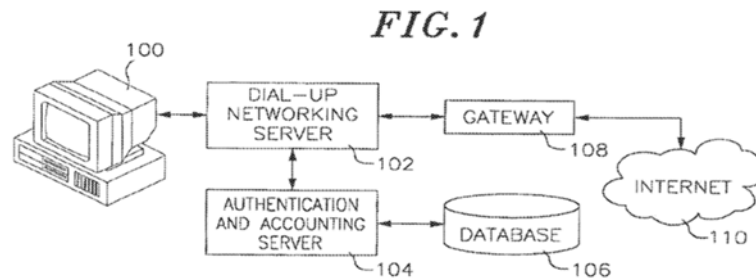 FIG. 1
100
DIAL-UP
NETWORKING
SERVER
102
GATEWAY
108
INTERNET
110
AUTHENTICATION
AND ACCOUNTING
SERVER
104
DATABASE
106